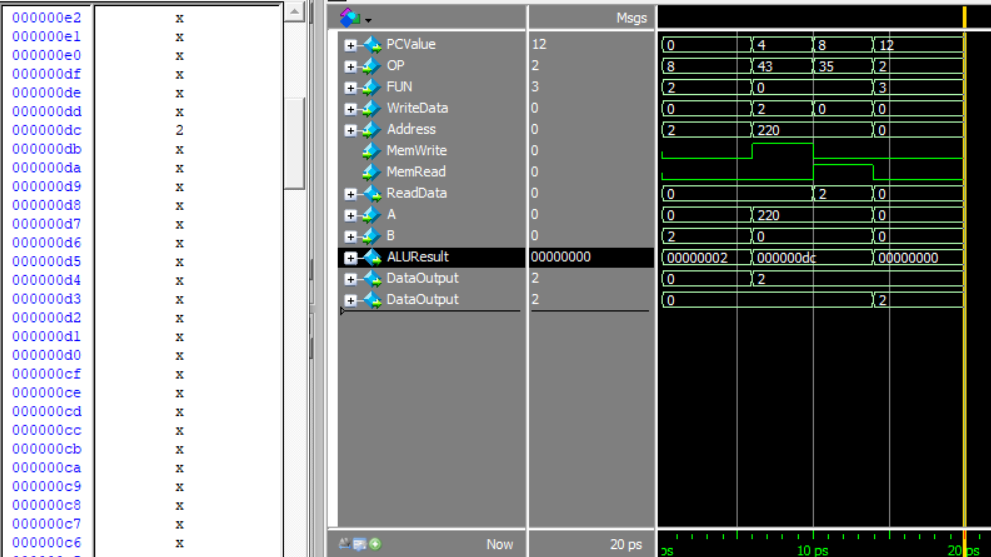 000000e2 x
000000e1 x
000000e0 x
000000df x
000000de x
000000dd x
000000dc 2
000000db x
000000da x
000000d9 x
000000d8 x
000000d7 x
000000d6 x
000000d5 x
000000d4 x
000000d3 x
000000d2 x
000000d1 x
000000d0 x
000000cf x
000000ce x
000000cd x
000000cc x
000000cb x
000000ca x
000000c9 x
000000c8 x
000000c7 x
000000c6 x
Msgs
PCValue 12 0 4 8 12
OP 2 8 43 35 2
FUN 3 2 0 3
WriteData 0 0 2 0 0
Address 0 2 220 0
MemWrite 0
MemRead 0
ReadData 0 0 2 0
A 0 0 220 0
B 0 2 0 0
ALUResult 00000000 00000002 000000dc 00000000
DataOutput 2 0 2
DataOutput 2 0 2
Now 20 ps ps 10 ps 20 ps